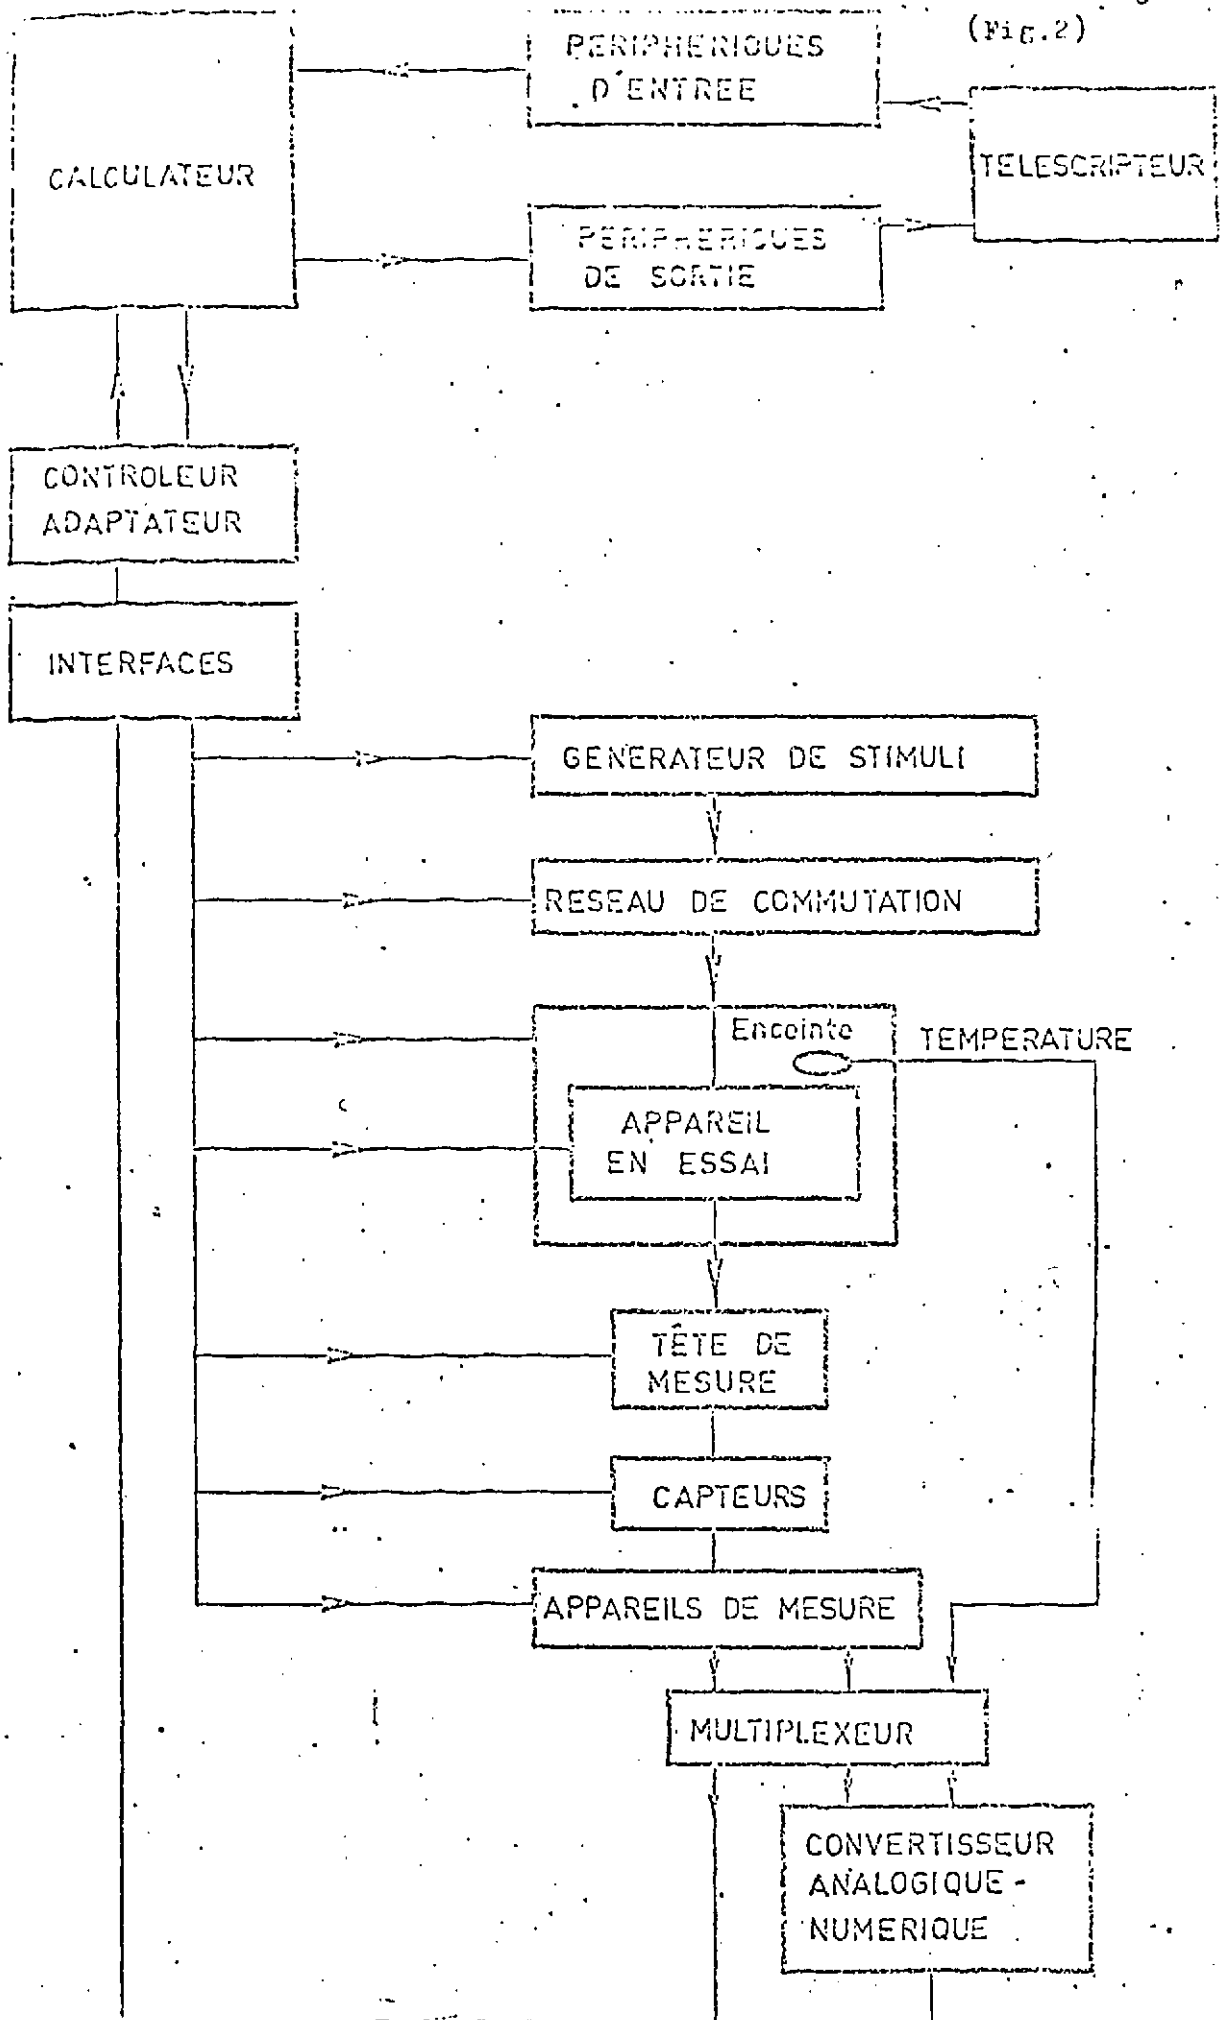 (Fig.2)
PERIPHERIQUES
D'ENTREE
CALCULATEUR
TELESCRIPTEUR
PERIPHERIQUES
DE SORTIE
CONTROLEUR
ADAPTATEUR
INTERFACES
GENERATEUR DE STIMULI
RESEAU DE COMMUTATION
Enceinte
TEMPERATURE
APPAREIL
EN ESSAI
TÊTE DE
MESURE
CAPTEURS
APPAREILS DE MESURE
MULTIPLEXEUR
CONVERTISSEUR
ANALOGIQUE -
NUMERIQUE